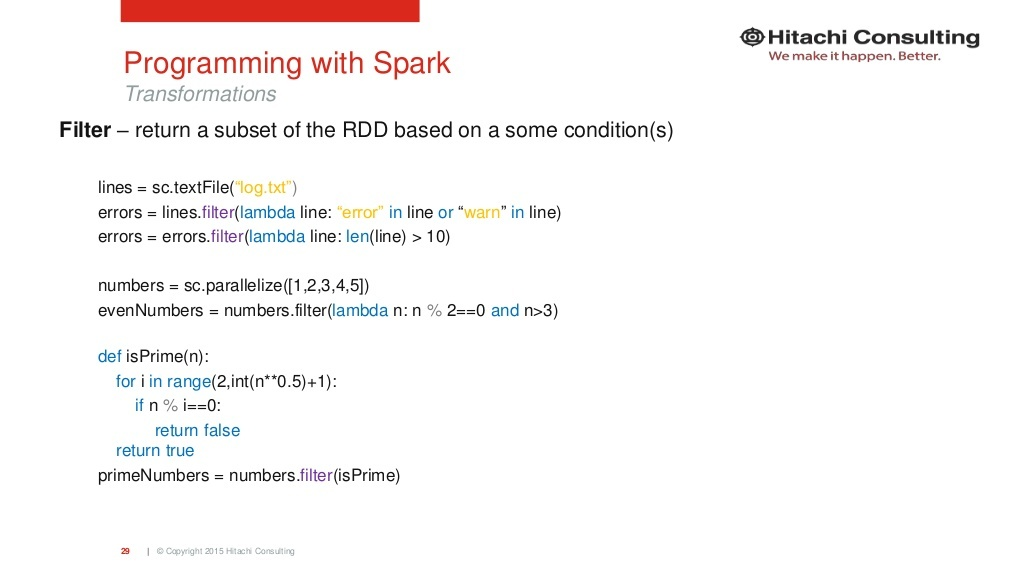 Hitachi Consulting
We make it happen. Better.
Programming with Spark
Transformations
Filter – return a subset of the RDD based on a some condition(s)
lines = sc.textFile(“log.txt”)
errors = lines.filter(lambda line: “error” in line or “warn” in line)
errors = errors.filter(lambda line: len(line) > 10)
numbers = sc.parallelize([1,2,3,4,5])
evenNumbers = numbers.filter(lambda n: n % 2==0 and n>3)
def isPrime(n):
for i in range(2,int(n**0.5)+1):
if n % i==0:
return false
return true
primeNumbers = numbers.filter(isPrime)
29 | © Copyright 2015 Hitachi Consulting